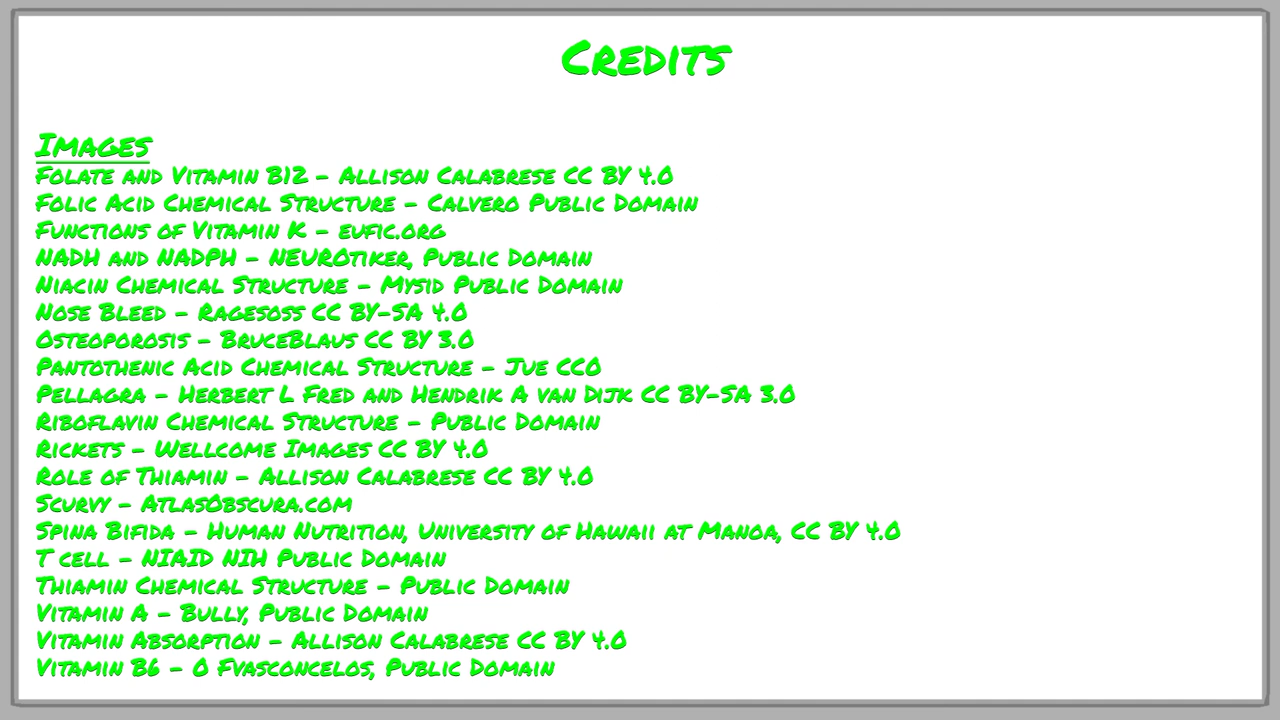 Credits
Images
Folate and Vitamin B12 – Allison Calabrese CC BY 4.0
Folic Acid Chemical Structure – Calvero Public Domain
Functions of Vitamin K – eufic.org
NADH and NADPH – NEUROtiker, Public Domain
Niacin Chemical Structure – Mysid Public Domain
Nose Bleed – Ragesoss CC BY-SA 4.0
Osteoporosis – BruceBlaus CC BY 3.0
Pantothenic Acid Chemical Structure – Jue CC0
Pellagra – Herbert L Fred and Hendrik A van Dijk CC BY-SA 3.0
Riboflavin Chemical Structure – Public Domain
Rickets – Wellcome Images CC BY 4.0
Role of Thiamin – Allison Calabrese CC BY 4.0
Scurvy – AtlasObscura.com
Spina Bifida – Human Nutrition, University of Hawaii at Manoa, CC BY 4.0
T cell – NIAID NIH Public Domain
Thiamin Chemical Structure – Public Domain
Vitamin A – Bully, Public Domain
Vitamin Absorption – Allison Calabrese CC BY 4.0
Vitamin B6 – O Fvasconcelos, Public Domain